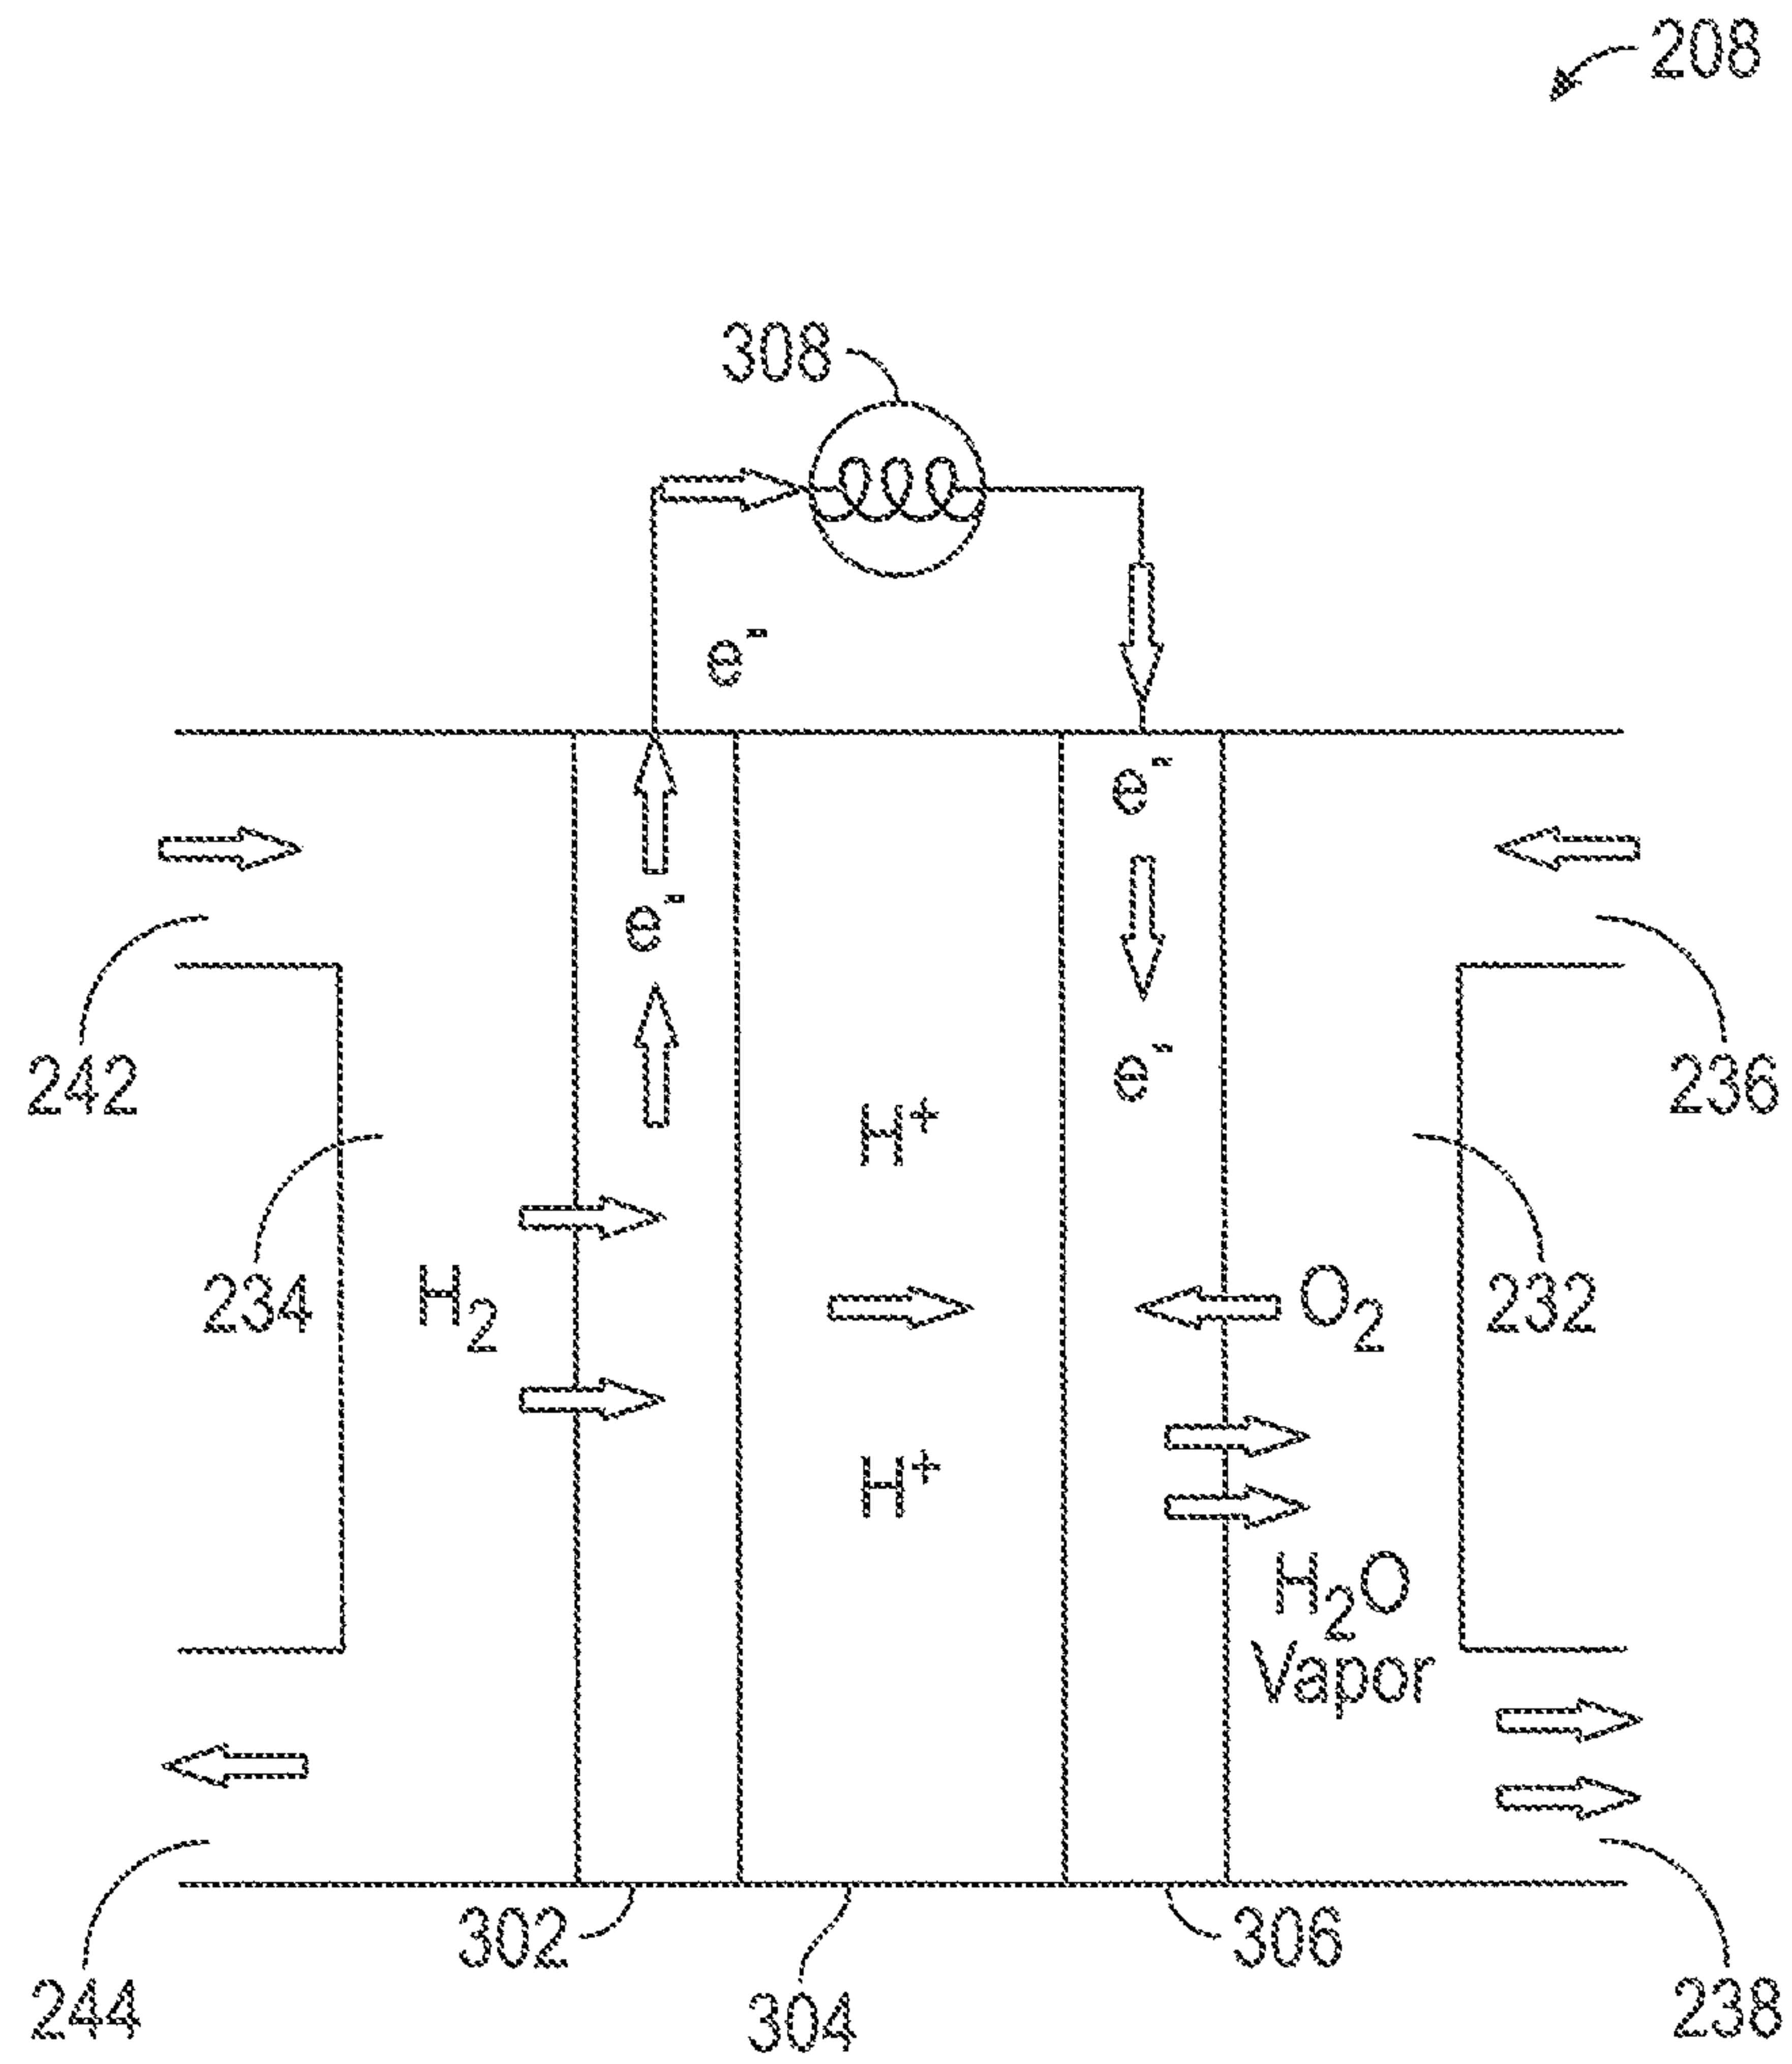 208
308
e⁻
e⁻
e⁻
242
236
e⁻
H⁺
234
H₂
O₂
232
H⁺
H₂O
Vapor
302
304
306
244
238